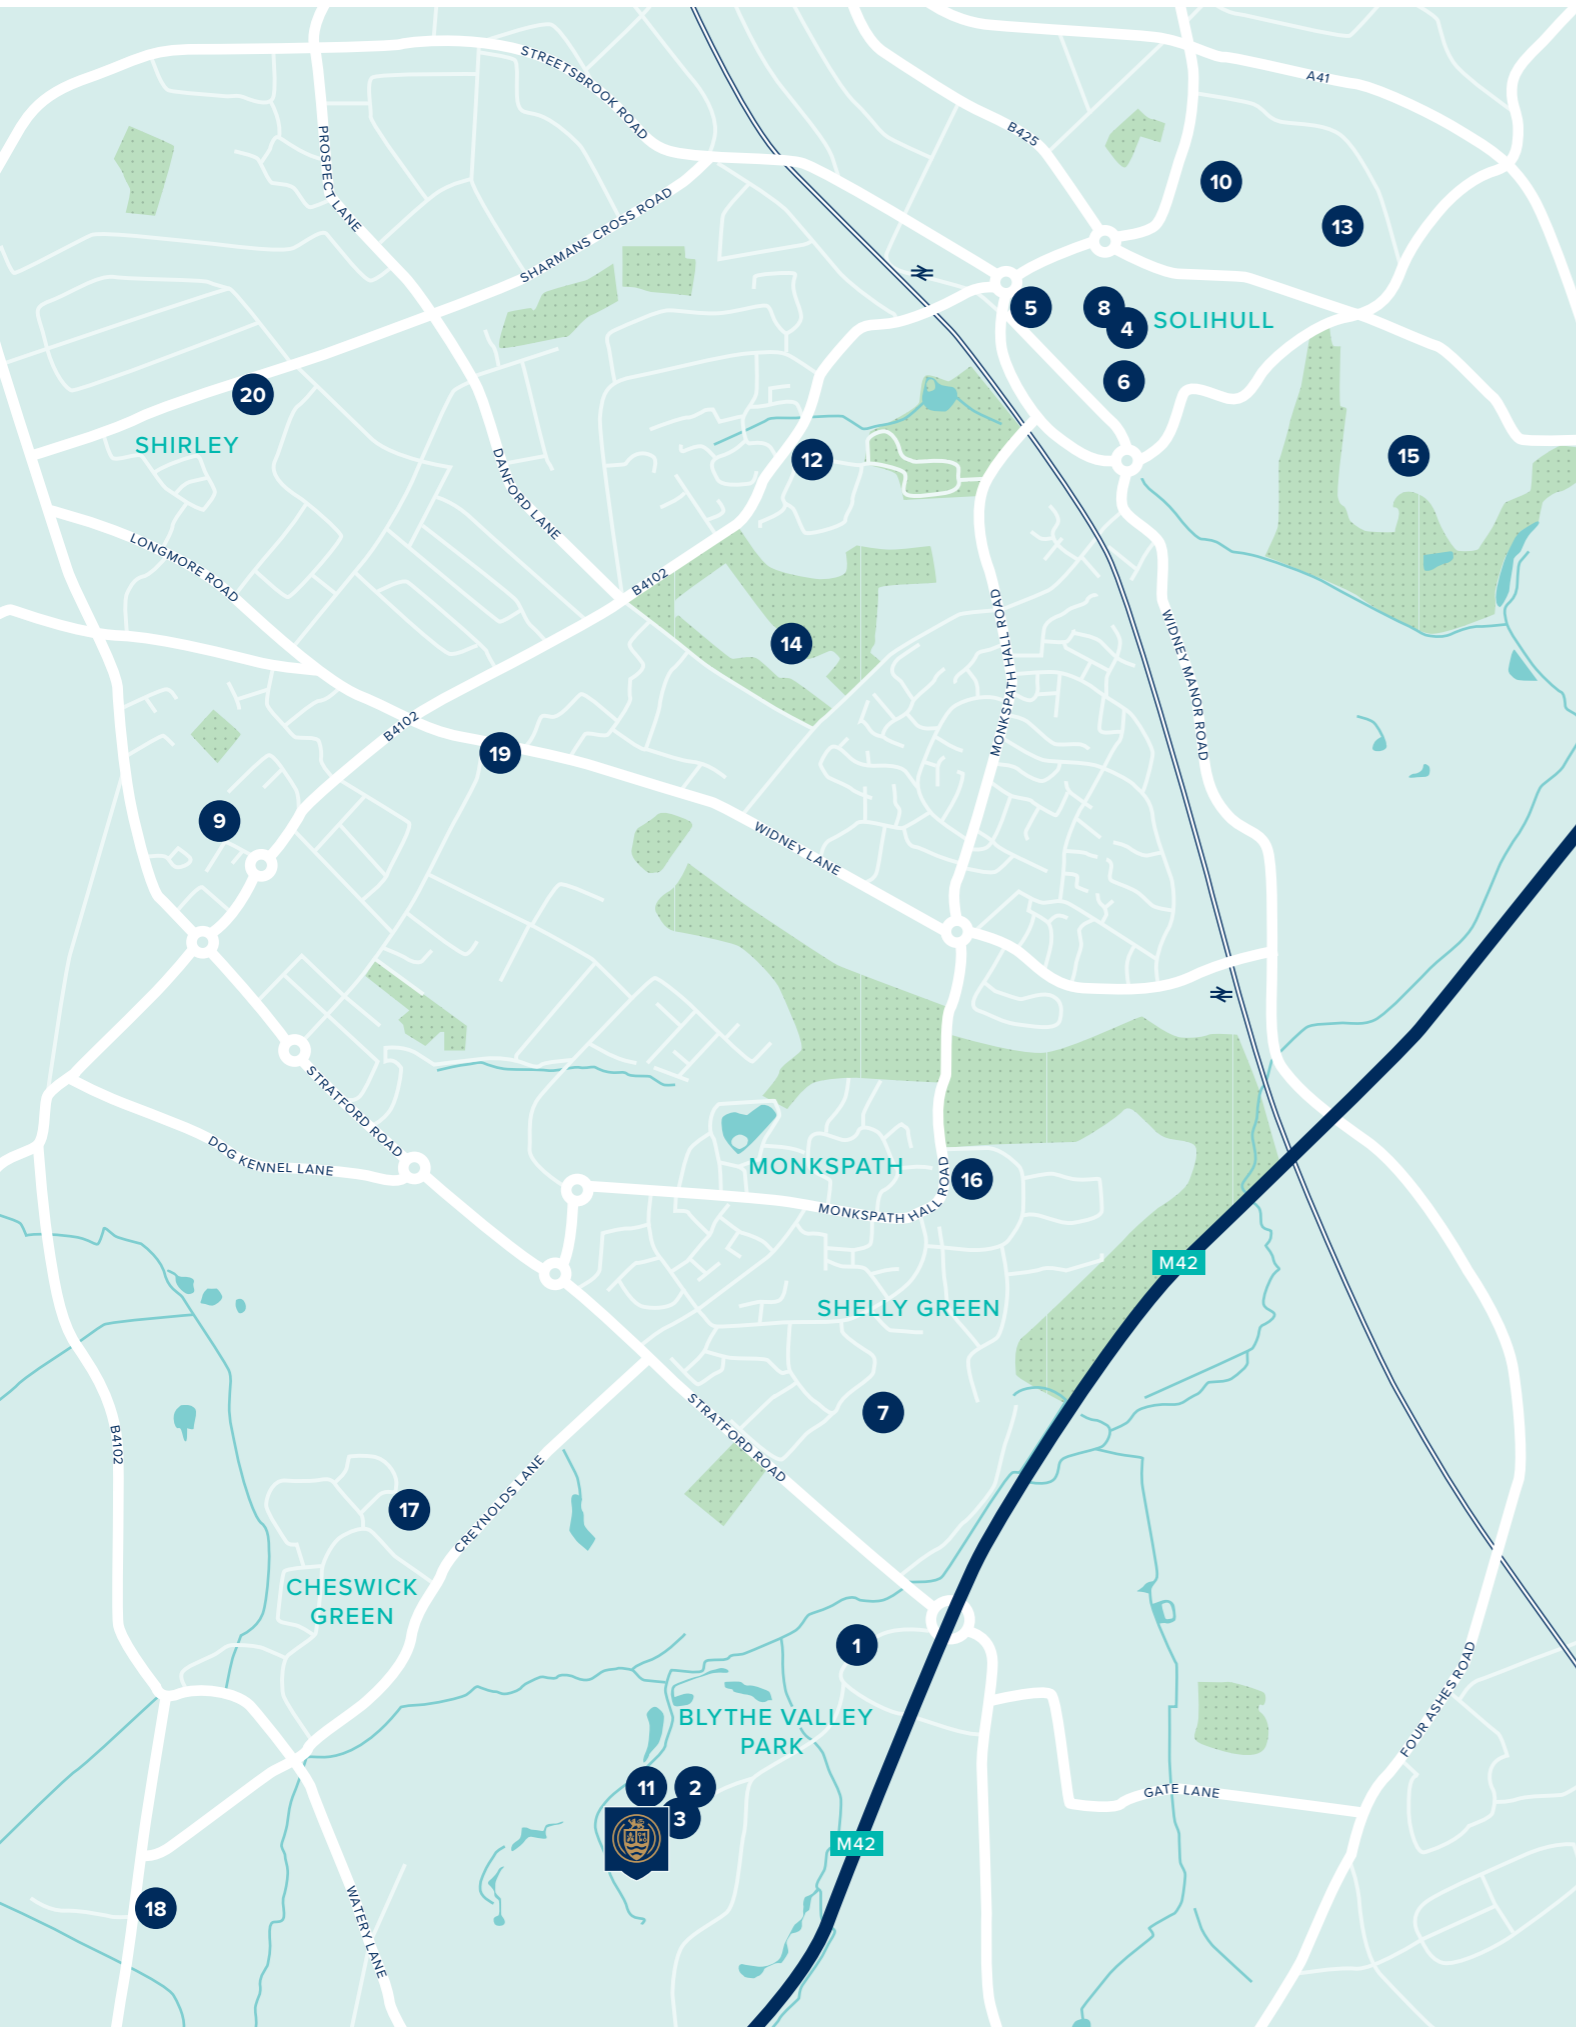 STREETSBROOK ROAD
A41
B425
PROSPECT LANE
10
SHARMANS CROSS ROAD
13
5
8
4
SOLIHULL
6
20
SHIRLEY
12
15
DANFORD LANE
LONGMORE ROAD
B4102
MONKSPATH HALL ROAD
WIDNEY MANOR ROAD
14
B4102
19
9
WIDNEY LANE
STRATFORD ROAD
DOG KENNEL LANE
MONKSPATH
16
MONKSPATH HALL ROAD
M42
SHELLY GREEN
7
STRATFORD ROAD
B4102
17
CREYNOLDS LANE
CHESWICK
GREEN
1
FOUR ASHES ROAD
BLYTHE VALLEY
PARK
11
2
GATE LANE
3
M42
18
WATERY LANE